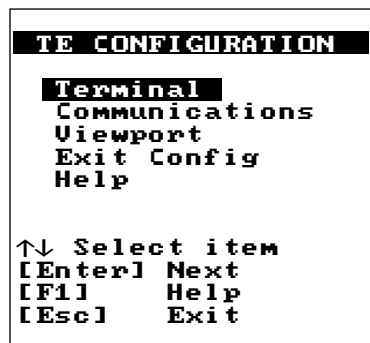 TE CONFIGURATION
Terminal
Communications
Viewport
Exit Config
Help
↑↓ Select item
[Enter] Next
[F1] Help
[Esc] Exit